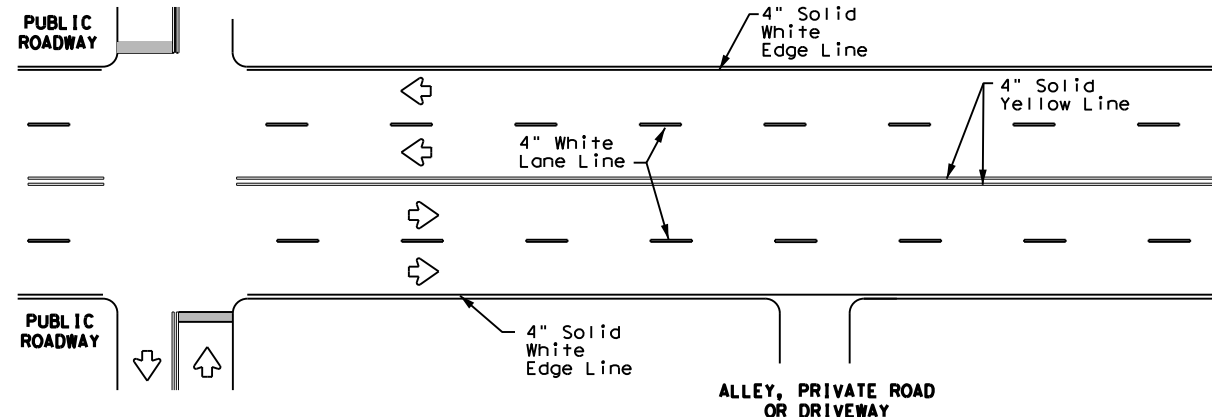 PUBLIC
ROADWAY
4" Solid
White
Edge Line
4" Solid
Yellow Line
4" White
Lane Line
PUBLIC
ROADWAY
4" Solid
White
Edge Line
ALLEY, PRIVATE ROAD
OR DRIVEWAY